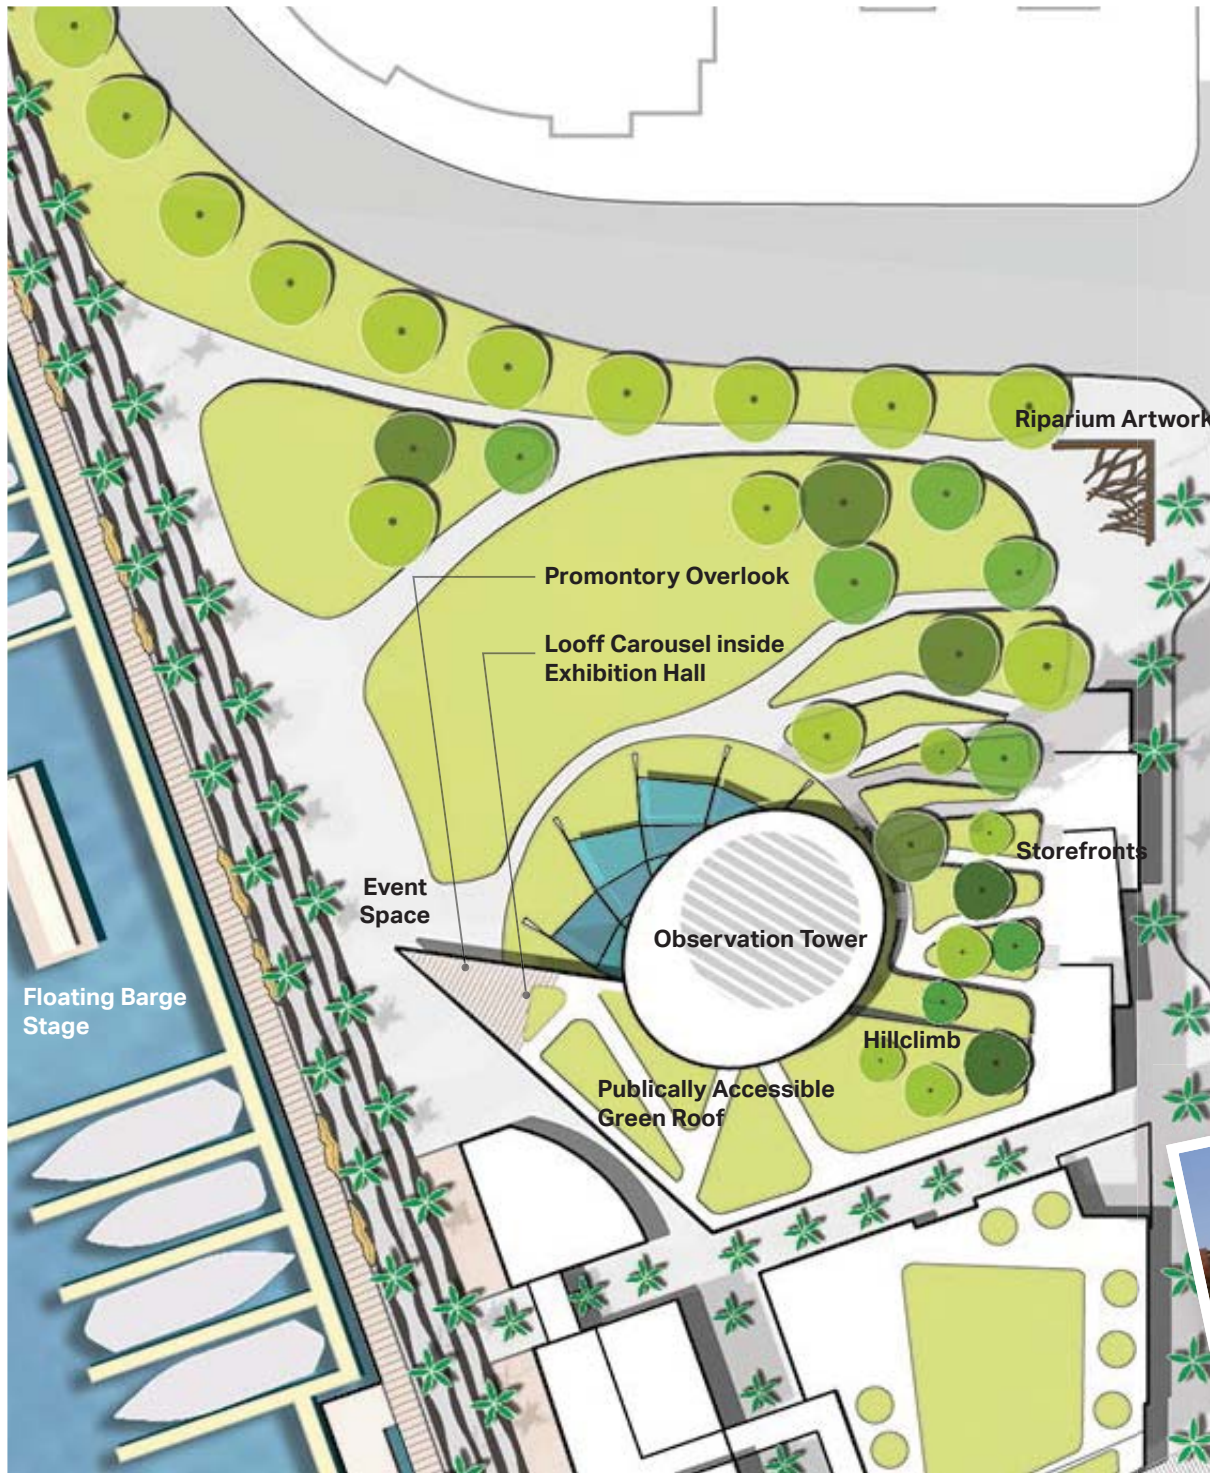 Riparium Artwork
Promontory Overlook
Looff Carousel inside
Exhibition Hall
Storefronts
Event
Space
Observation Tower
Floating Barge
Stage
Hillclimb
Publically Accessible
Green Roof